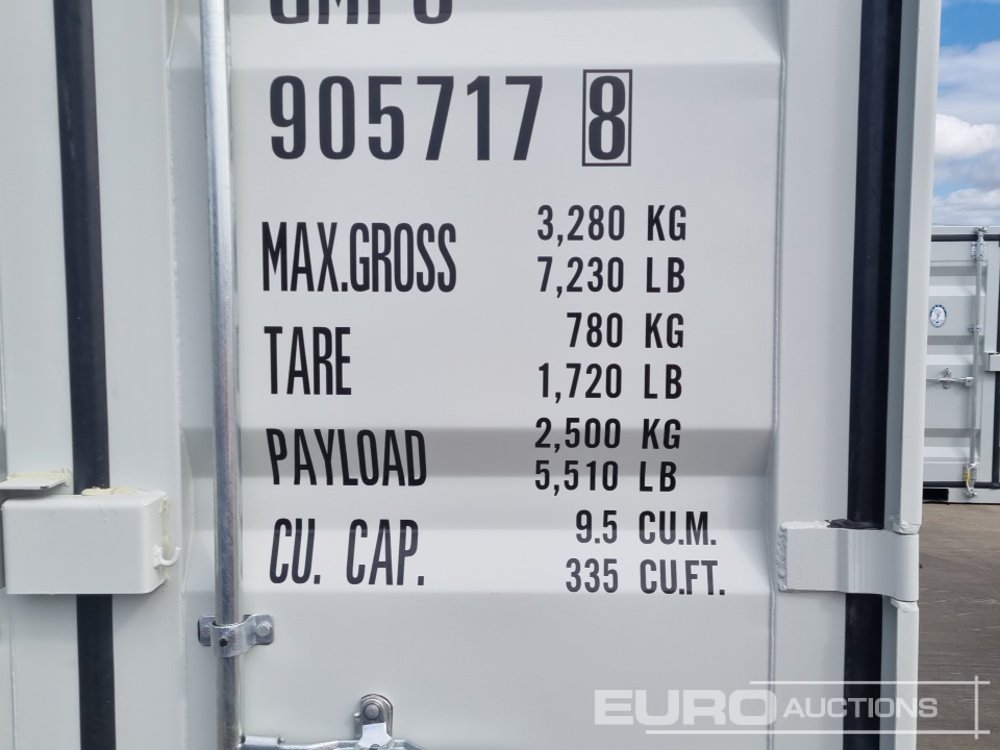 905717 8
MAX.GROSS 3,280 KG
7,230 LB
TARE 780 KG
1,720 LB
PAYLOAD 2,500 KG
5,510 LB
CU. CAP. 9.5 CU.M.
335 CU.FT.
EURO AUCTIONS